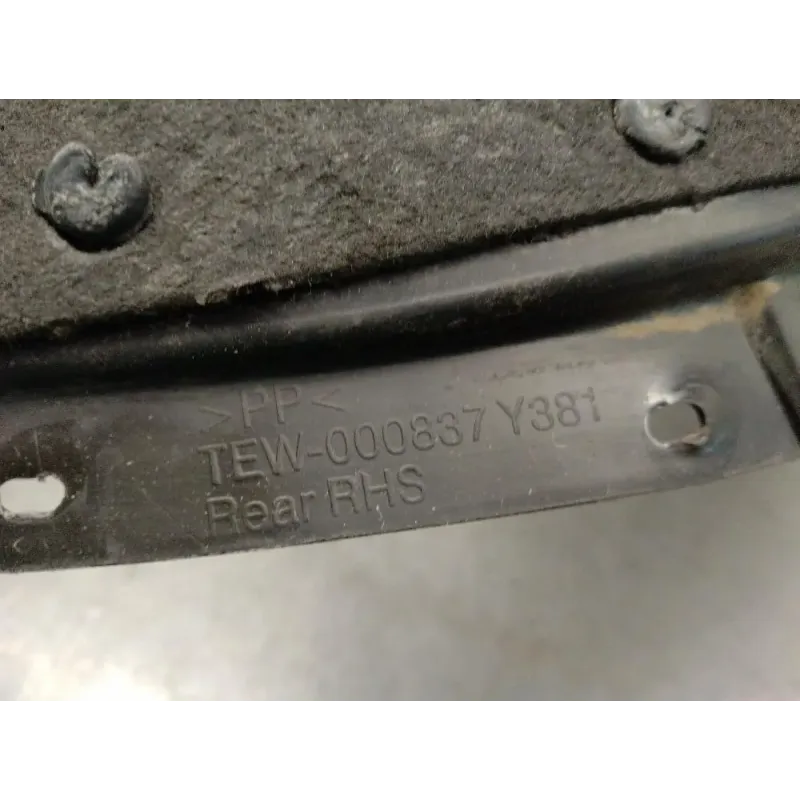 >PP<
TEW-000837 Y381
Rear RHS